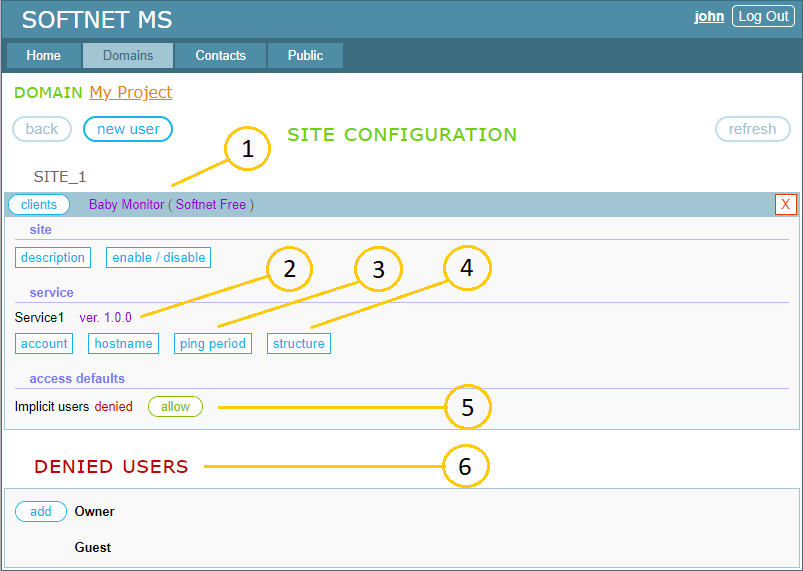 SOFTNET MS
john Log Out
Home Domains Contacts Public
DOMAIN My Project
back new user SITE CONFIGURATION refresh
1
SITE_1
clients Baby Monitor ( Softnet Free ) X
site
description enable / disable
2 3 4
service
Service1 ver. 1.0.0
account hostname ping period structure
access defaults
Implicit users denied allow 5
DENIED USERS 6
add Owner
Guest